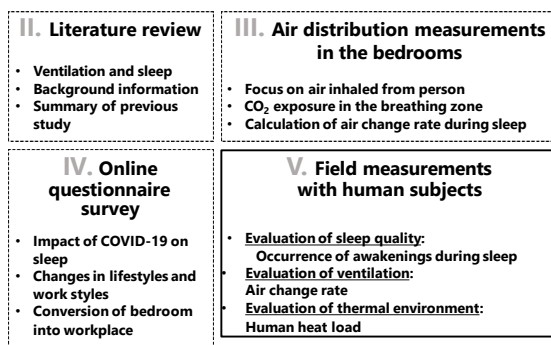 II. Literature review
• Ventilation and sleep
• Background information
• Summary of previous
study
III. Air distribution measurements
in the bedrooms
• Focus on air inhaled from person
• CO₂ exposure in the breathing zone
• Calculation of air change rate during sleep
IV. Online
questionnaire
survey
• Impact of COVID-19 on
sleep
• Changes in lifestyles and
work styles
• Conversion of bedroom
into workplace
V. Field measurements
with human subjects
• Evaluation of sleep quality:
Occurrence of awakenings during sleep
• Evaluation of ventilation:
Air change rate
• Evaluation of thermal environment:
Human heat load